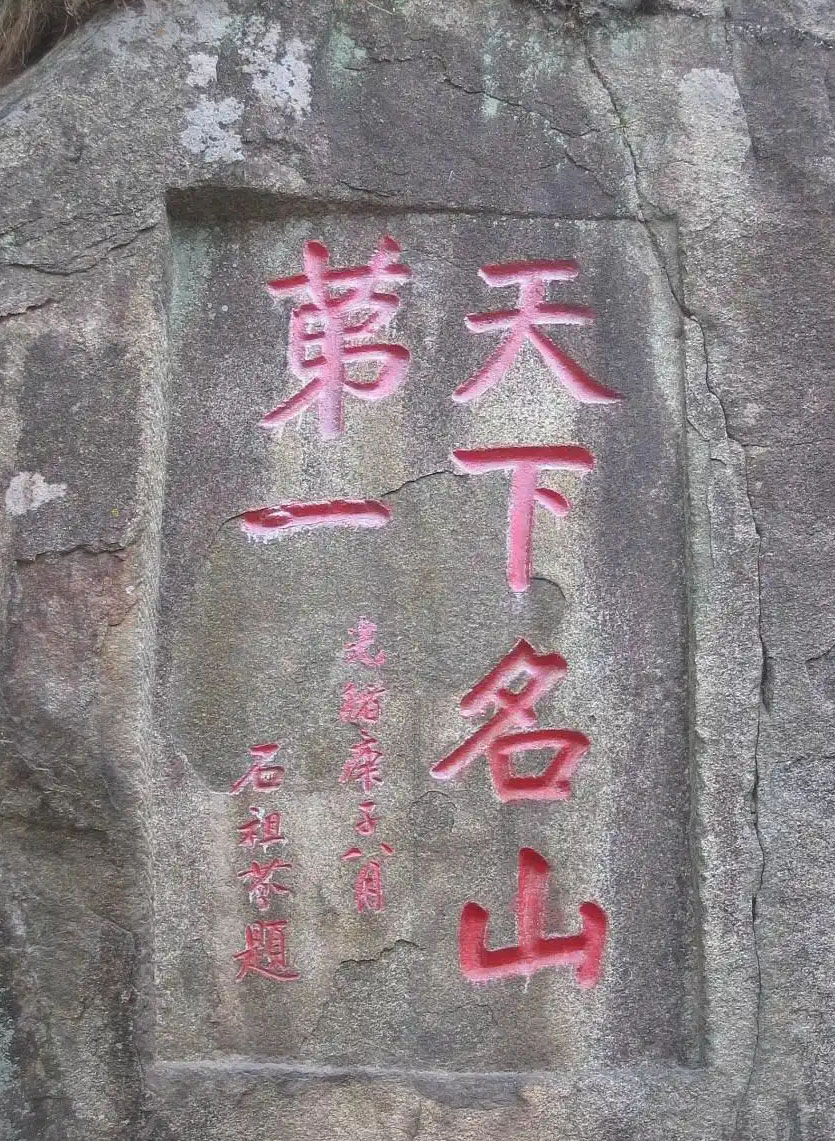 天下名山
第一
光緒庚子八月
石祖芬題